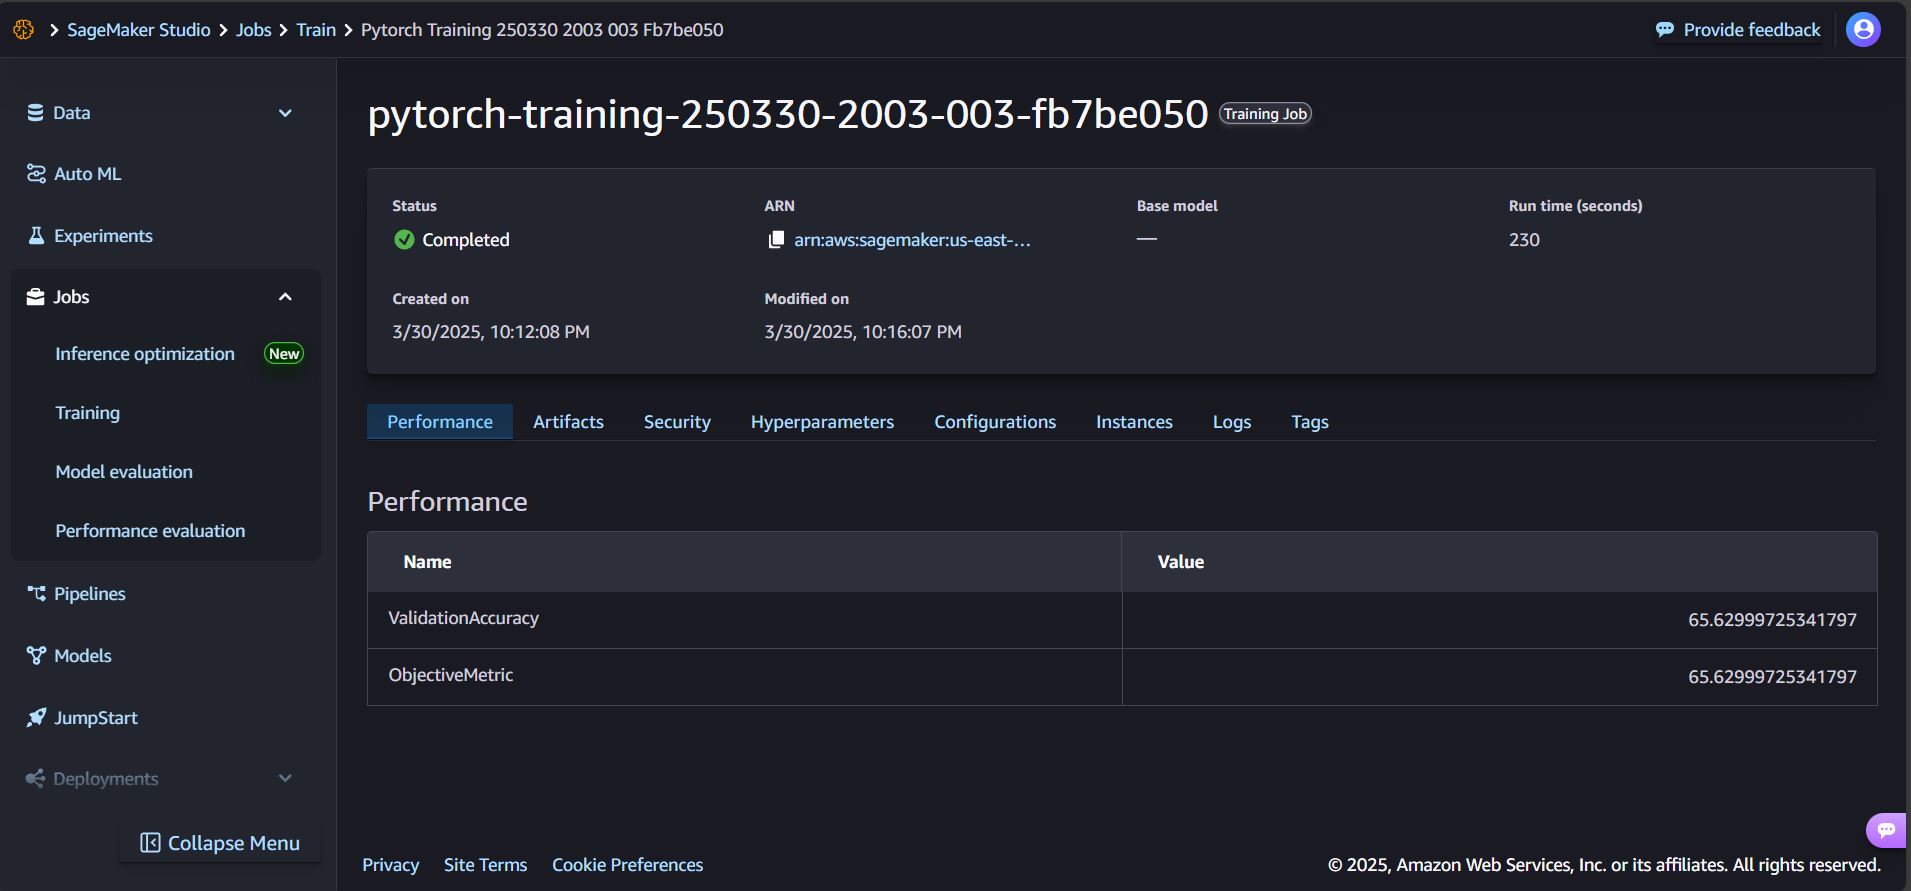 SageMaker Studio > Jobs > Train > Pytorch Training 250330 2003 003 Fb7be050
Provide feedback
Data
Auto ML
Experiments
Jobs
Inference optimization New
Training
Model evaluation
Performance evaluation
Pipelines
Models
JumpStart
Deployments
Collapse Menu
pytorch-training-250330-2003-003-fb7be050 Training Job
Status ARN Base model Run time (seconds)
Completed arn:aws:sagemaker:us-east-... — 230
Created on Modified on
3/30/2025, 10:12:08 PM 3/30/2025, 10:16:07 PM
Performance Artifacts Security Hyperparameters Configurations Instances Logs Tags
Performance
Name Value
ValidationAccuracy 65.62999725341797
ObjectiveMetric 65.62999725341797
Privacy Site Terms Cookie Preferences
© 2025, Amazon Web Services, Inc. or its affiliates. All rights reserved.